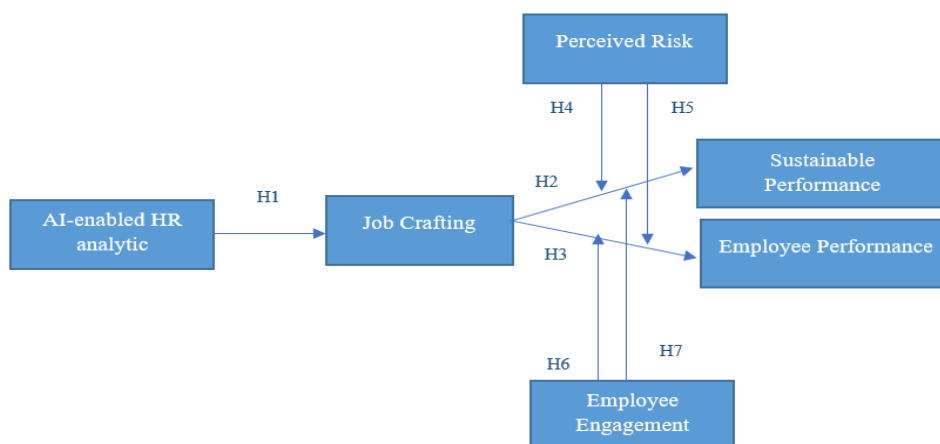 Perceived Risk
H4
H5
Sustainable
Performance
H2
H1
AI-enabled HR
analytic
Job Crafting
Employee Performance
H3
H6
H7
Employee
Engagement